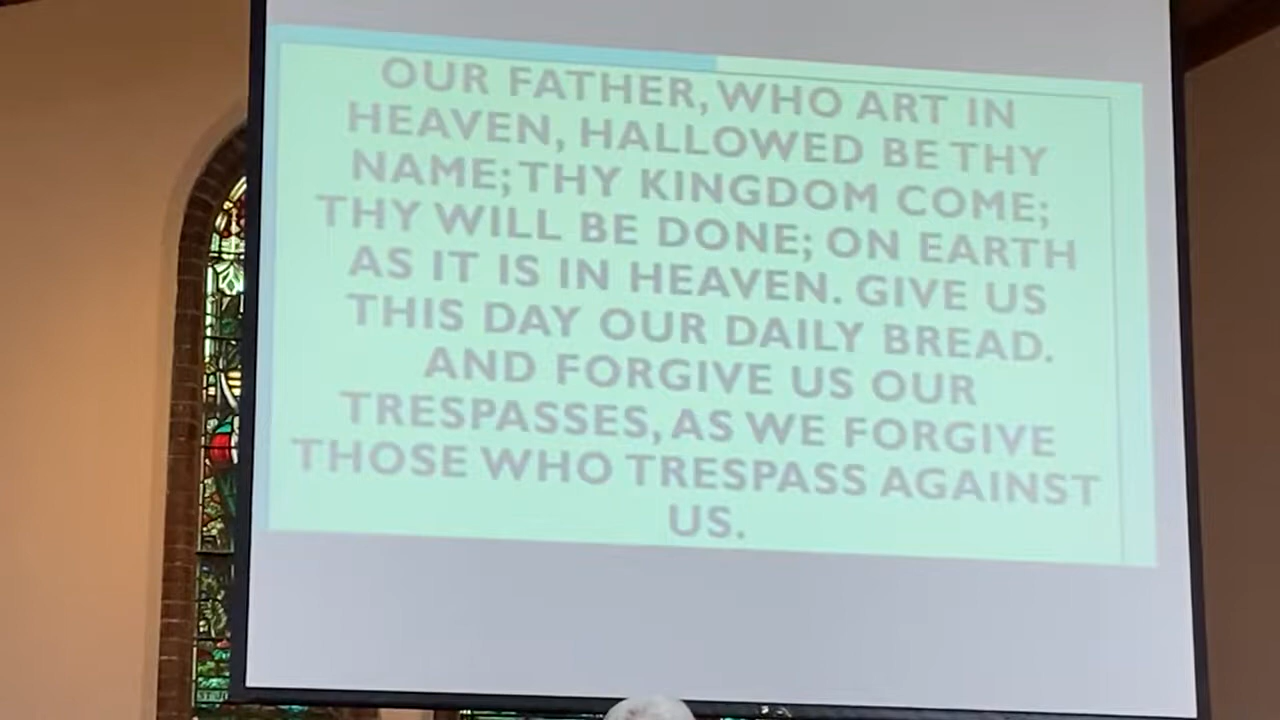 OUR FATHER, WHO ART IN
HEAVEN, HALLOWED BE THY
NAME; THY KINGDOM COME;
THY WILL BE DONE; ON EARTH
AS IT IS IN HEAVEN. GIVE US
THIS DAY OUR DAILY BREAD.
AND FORGIVE US OUR
TRESPASSES, AS WE FORGIVE
THOSE WHO TRESPASS AGAINST
US.